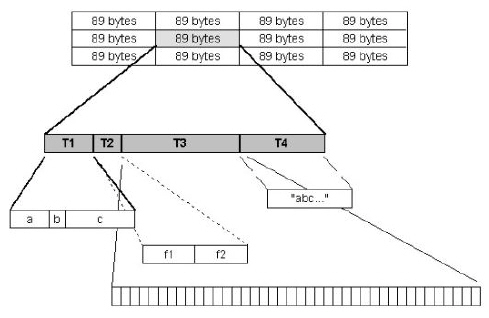 89 bytes 89 bytes 89 bytes 89 bytes
89 bytes 89 bytes 89 bytes 89 bytes
89 bytes 89 bytes 89 bytes 89 bytes
T1 T2 T3 T4
"abc..."
a b c
f1 f2